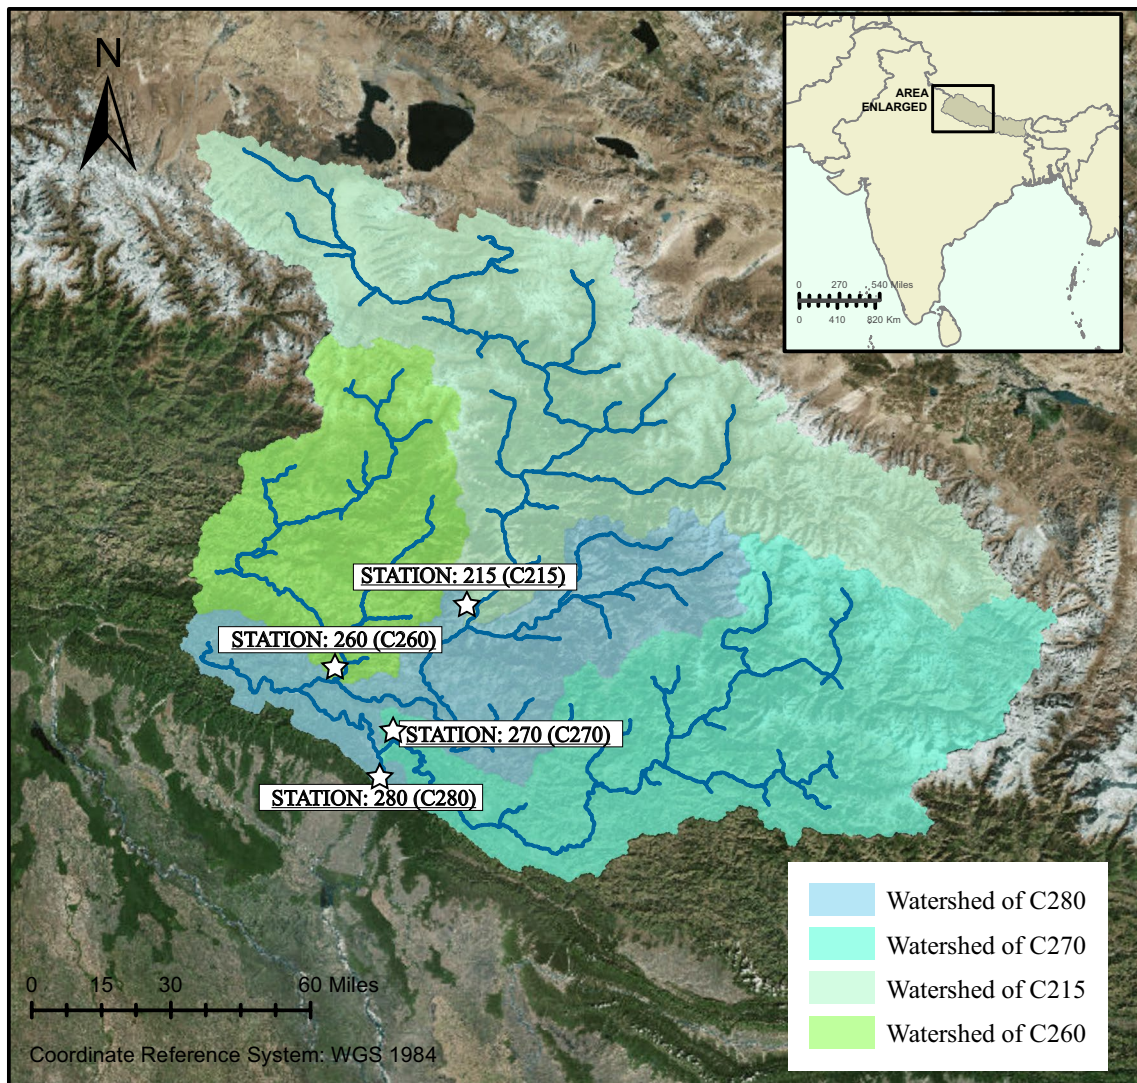 N
AREA
ENLARGED
0 270 540 Miles
0 410 820 Km
STATION: 215 (C215)
STATION: 260 (C260)
STATION: 270 (C270)
STATION: 280 (C280)
Watershed of C280
Watershed of C270
Watershed of C215
Watershed of C260
0 15 30 60 Miles
Coordinate Reference System: WGS 1984